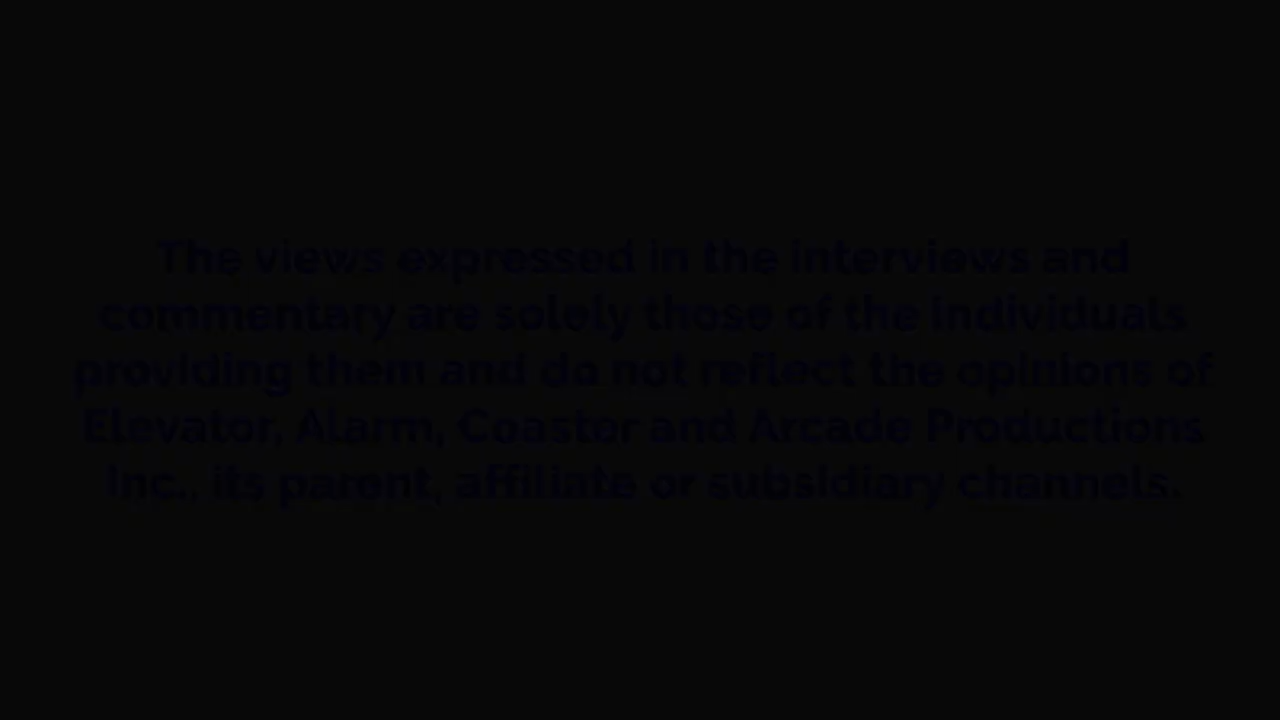 The views expressed in the interviews and
commentary are solely those of the individuals
providing them and do not reflect the opinions of
Elevator, Alarm, Coaster and Arcade Productions
Inc., its parent, affiliate or subsidiary channels.